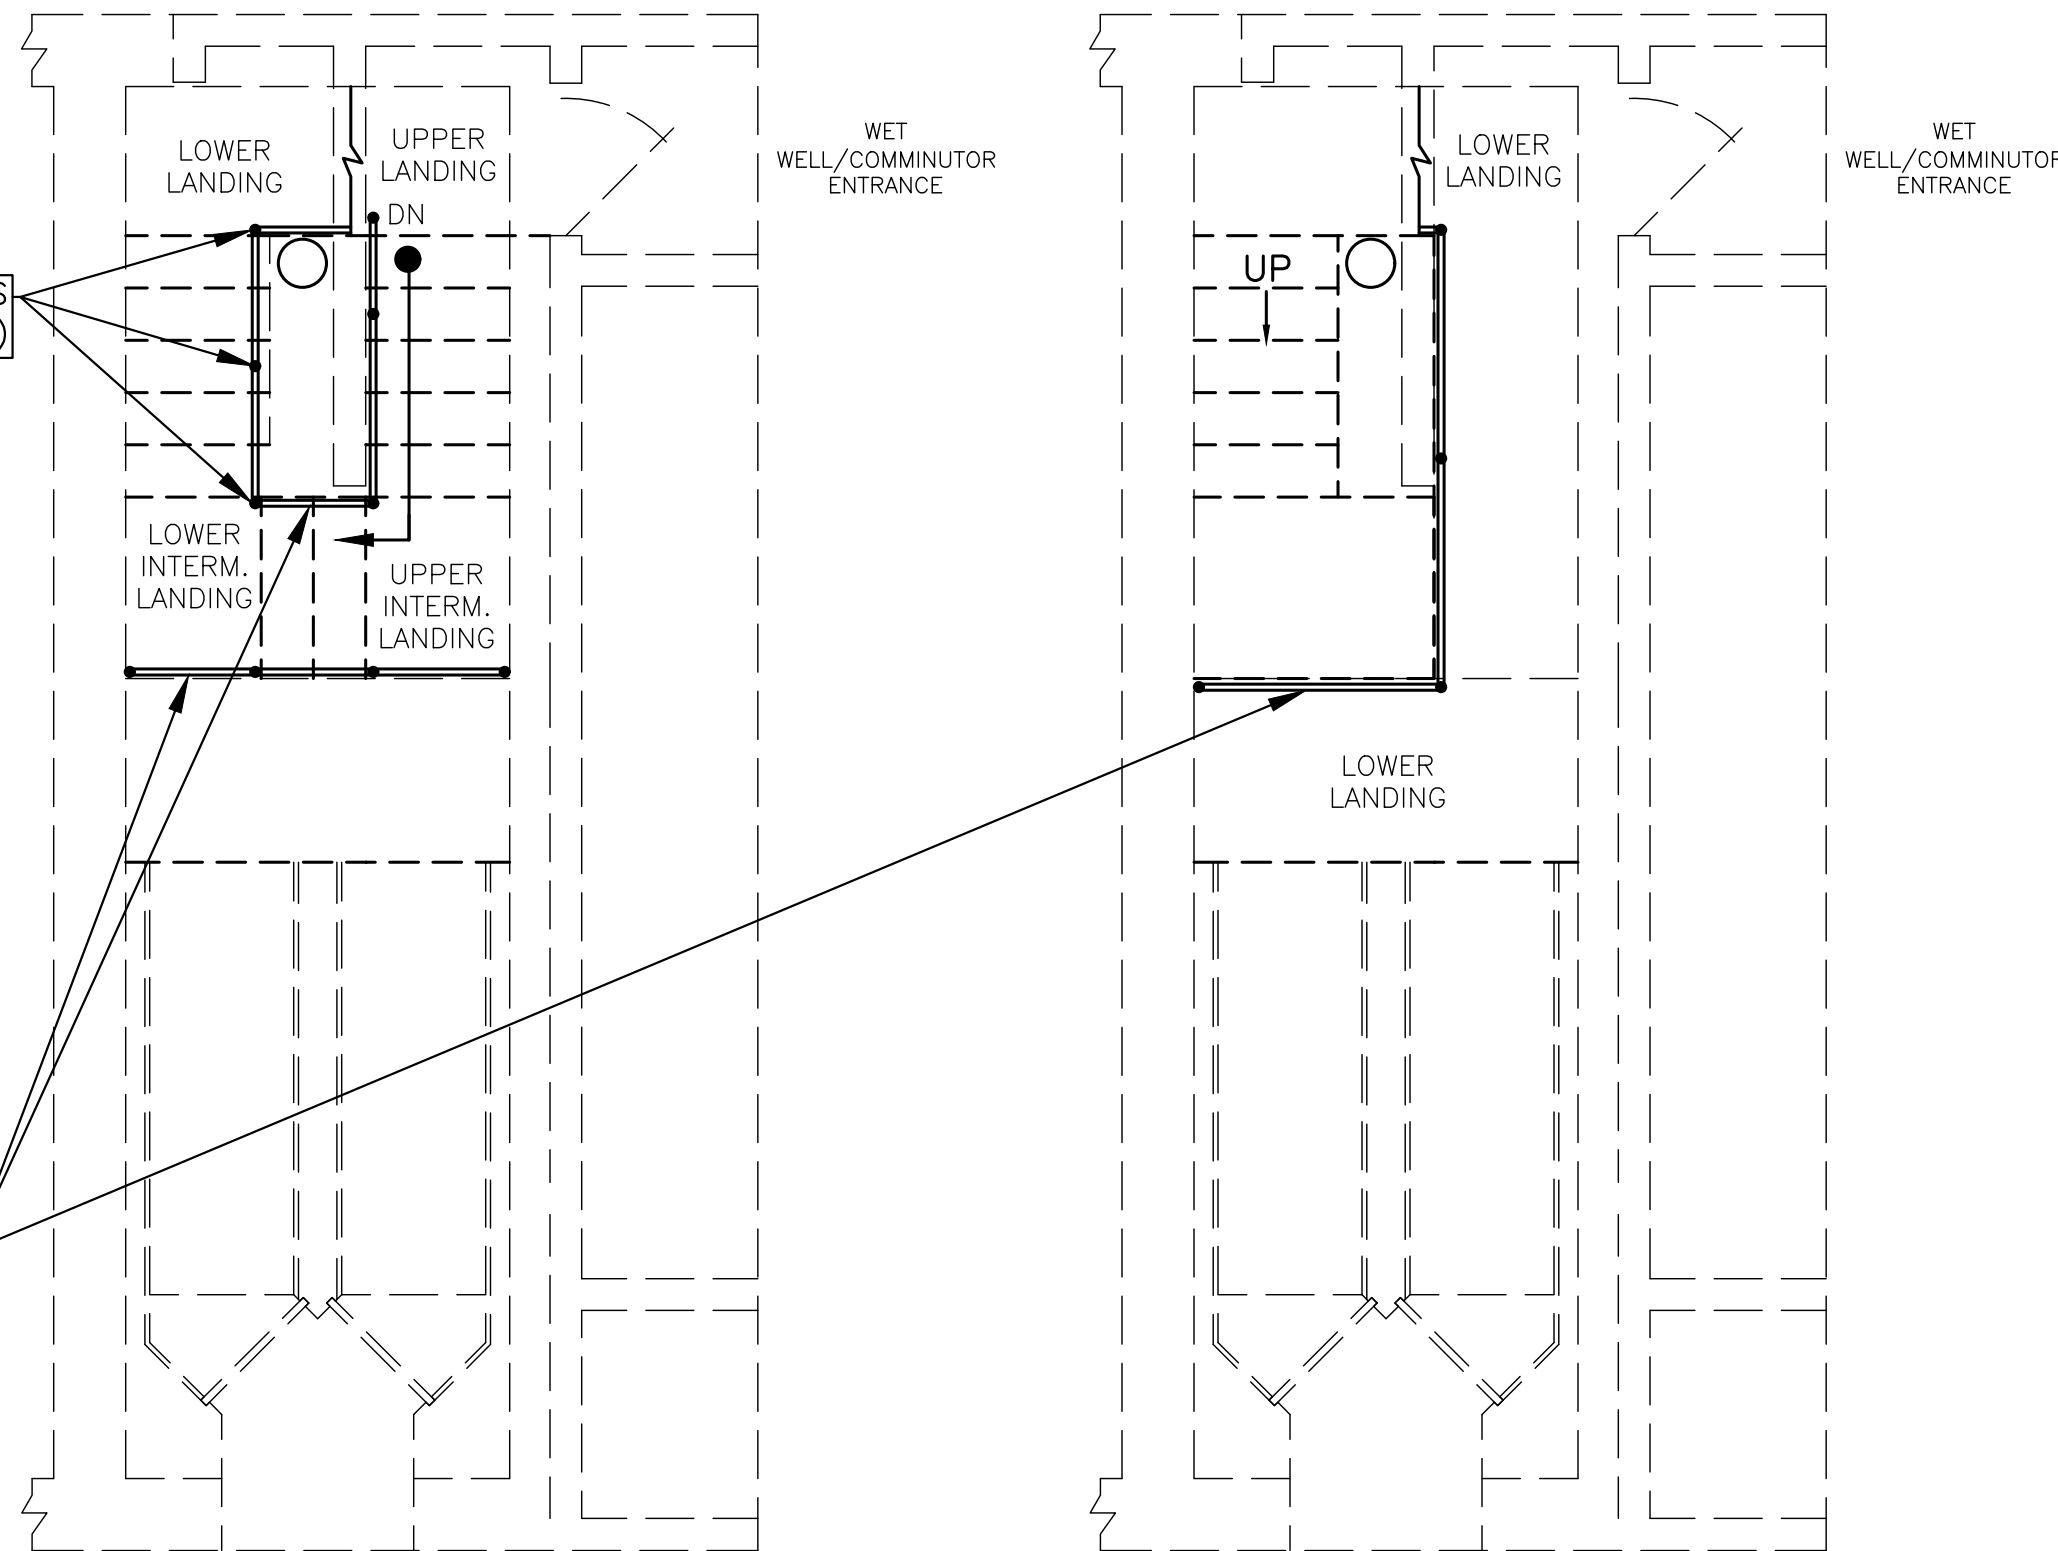 LOWER
LANDING
UPPER
LANDING
DN
WET
WELL/COMMINUTOR
ENTRANCE
LOWER
INTERM.
LANDING
UPPER
INTERM.
LANDING
LOWER
LANDING
WET
WELL/COMMINUTOR
ENTRANCE
UP
LOWER
LANDING